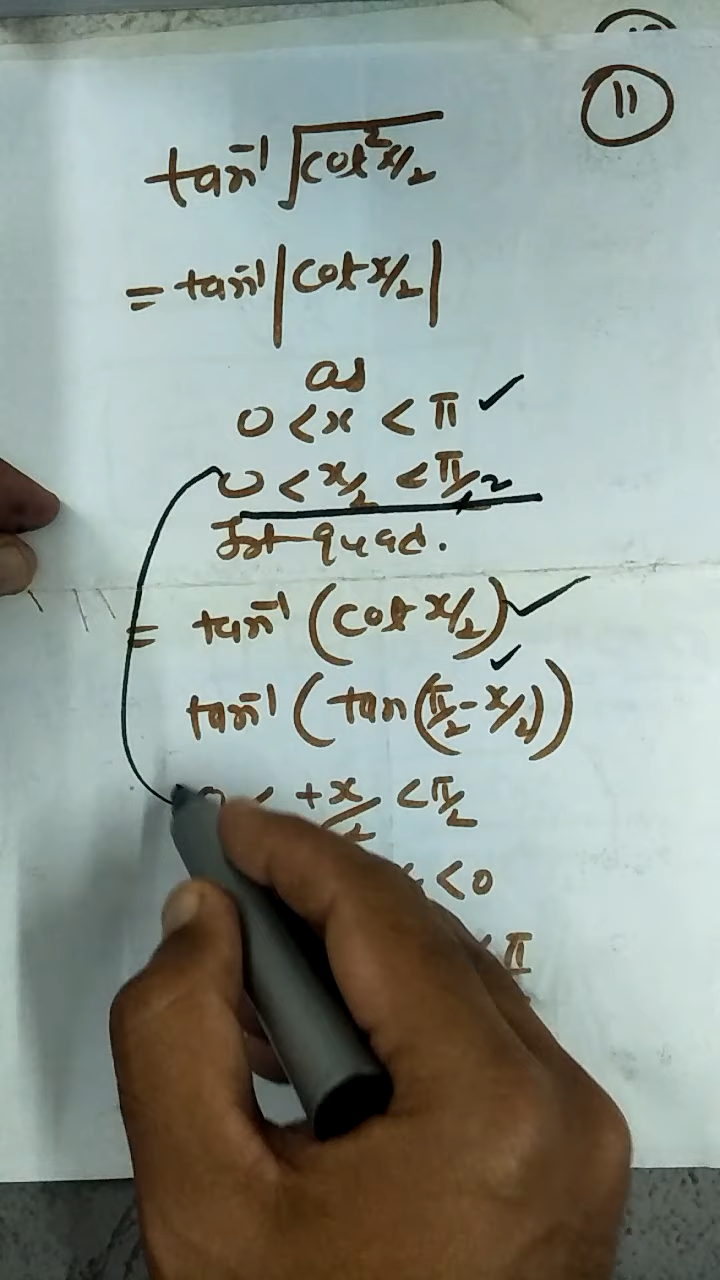 11
tan⁻¹ √cot² x/2
= tan⁻¹ |cot x/2|
as
0 < x < π ✓
0 < x/2 < π/2
Ist quad.
= tan⁻¹ (cot x/2) ✓
tan⁻¹ (tan (π/2 - x/2))
0 < +x/2 < π/2
< 0
< π